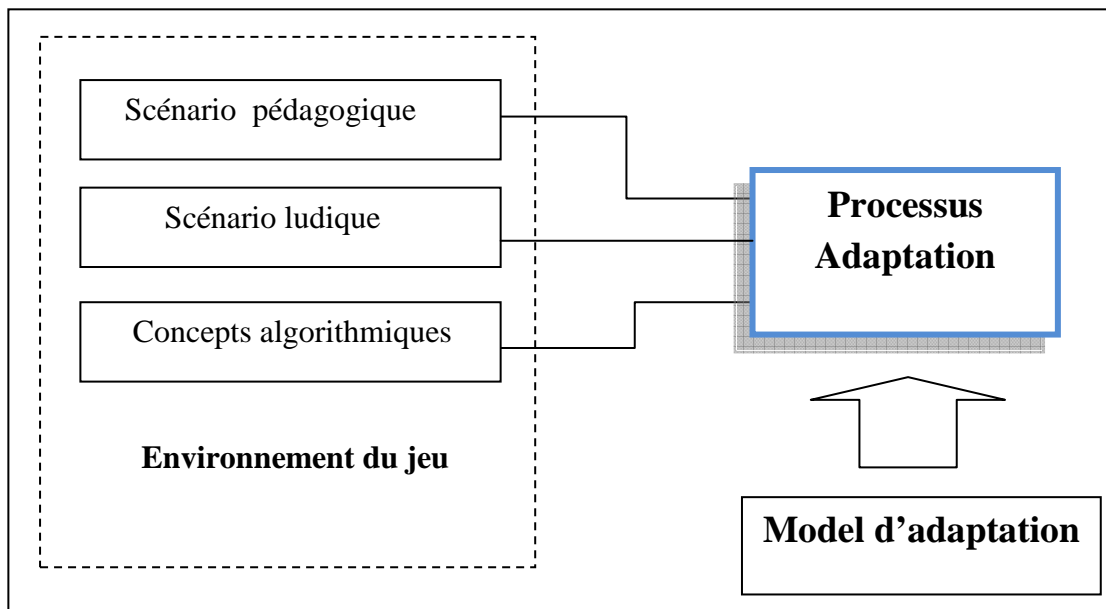 Scénario pédagogique
Scénario ludique
Concepts algorithmiques
Environnement du jeu
Processus
Adaptation
Model d’adaptation